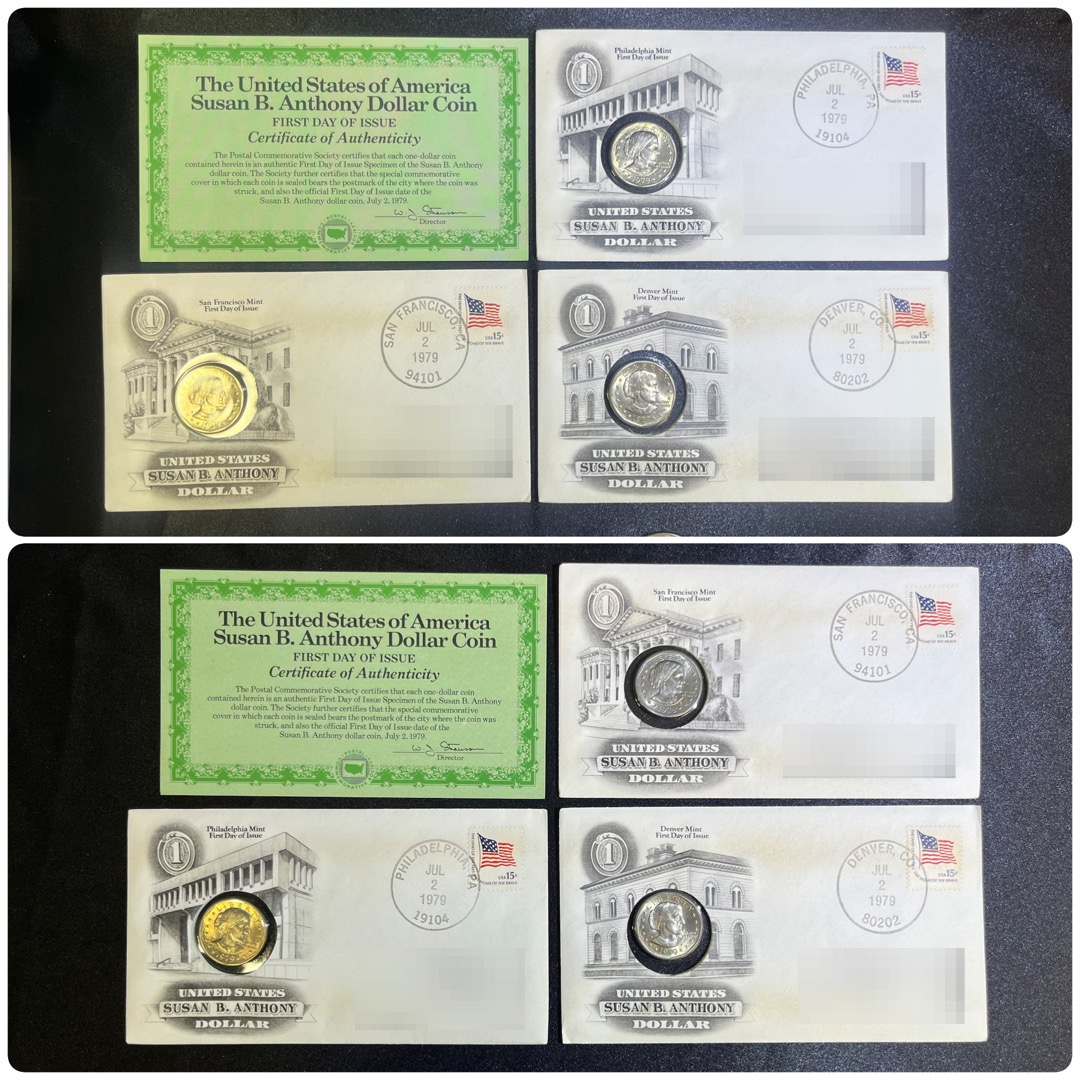 The United States of America
Susan B. Anthony Dollar Coin
FIRST DAY OF ISSUE
Certificate of Authenticity
The Postal Commemorative Society certifies that each one-dollar coin
contained herein is an authentic First Day of Issue Specimen of the Susan B. Anthony
dollar coin. The Society further certifies that the special commemorative
cover in which each coin is sealed bears the postmark of the city where the coin was
struck, and also the official First Day of Issue date of the
Susan B. Anthony dollar coin, July 2, 1979.
Director
Philadelphia Mint
First Day of Issue
1
PHILADELPHIA, PA
JUL
2
1979
19104
USA 15c
1979
UNITED STATES
SUSAN B. ANTHONY
DOLLAR
San Francisco Mint
First Day of Issue
1
SAN FRANCISCO, CA
JUL
2
1979
94101
USA 15c
UNITED STATES
SUSAN B. ANTHONY
DOLLAR
Denver Mint
First Day of Issue
1
DENVER, CO
JUL
2
1979
80202
USA 15c
UNITED STATES
SUSAN B. ANTHONY
DOLLAR
The United States of America
Susan B. Anthony Dollar Coin
FIRST DAY OF ISSUE
Certificate of Authenticity
The Postal Commemorative Society certifies that each one-dollar coin
contained herein is an authentic First Day of Issue Specimen of the Susan B. Anthony
dollar coin. The Society further certifies that the special commemorative
cover in which each coin is sealed bears the postmark of the city where the coin was
struck, and also the official First Day of Issue date of the
Susan B. Anthony dollar coin, July 2, 1979.
Director
San Francisco Mint
First Day of Issue
1
SAN FRANCISCO, CA
JUL
2
1979
94101
USA 15c
UNITED STATES
SUSAN B. ANTHONY
DOLLAR
Philadelphia Mint
First Day of Issue
1
PHILADELPHIA, PA
JUL
2
1979
19104
USA 15c
LIBERTY
1979
UNITED STATES
SUSAN B. ANTHONY
DOLLAR
Denver Mint
First Day of Issue
1
DENVER, CO
JUL
2
1979
80202
USA 15c
1979
UNITED STATES
SUSAN B. ANTHONY
DOLLAR